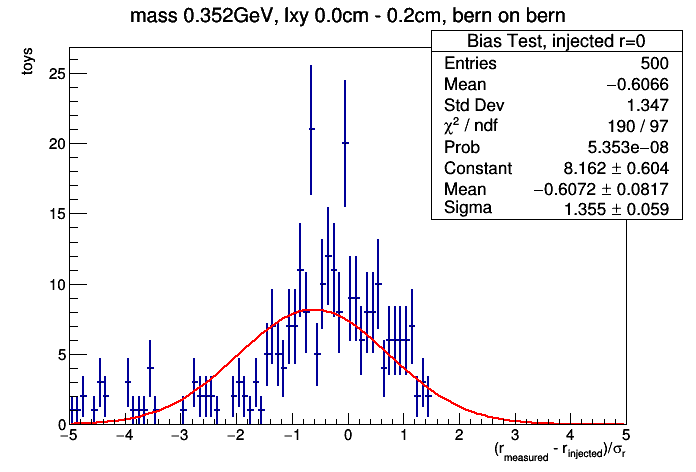 mass 0.352GeV, lxy 0.0cm - 0.2cm, bern on bern
Bias Test, injected r=0
Entries 500
Mean −0.6066
Std Dev 1.347
χ² / ndf 190 / 97
Prob 5.353e−08
Constant 8.162 ± 0.604
Mean −0.6072 ± 0.0817
Sigma 1.355 ± 0.059
toys
25
20
15
10
5
0
−5 −4 −3 −2 −1 0 1 2 3 4 5
(r_measured - r_injected)/σ_r